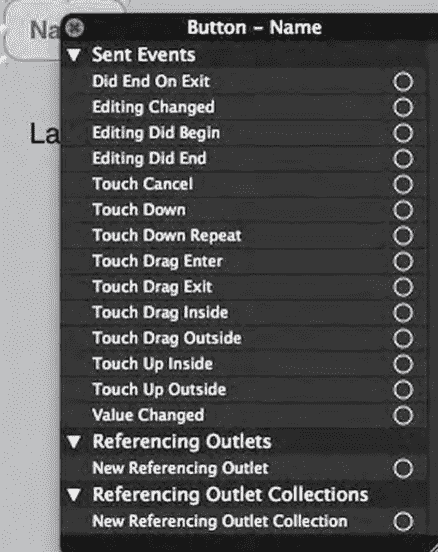 Na
Button – Name
Sent Events
Did End On Exit
La
Editing Changed
Editing Did Begin
Editing Did End
Touch Cancel
Touch Down
Touch Down Repeat
Touch Drag Enter
Touch Drag Exit
Touch Drag Inside
Touch Drag Outside
Touch Up Inside
Touch Up Outside
Value Changed
Referencing Outlets
New Referencing Outlet
Referencing Outlet Collections
New Referencing Outlet Collection